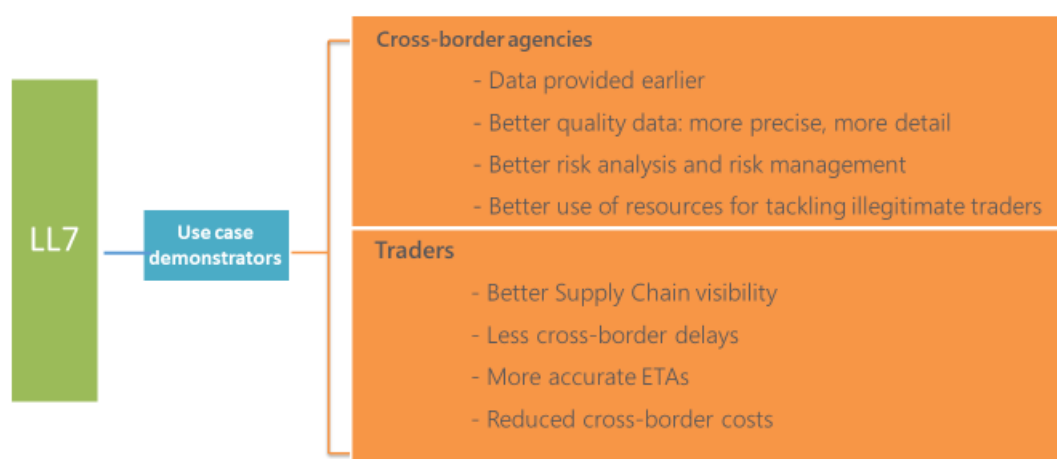 LL7
Use case
demonstrators
Cross-border agencies
- Data provided earlier
- Better quality data: more precise, more detail
- Better risk analysis and risk management
- Better use of resources for tackling illegitimate traders
Traders
- Better Supply Chain visibility
- Less cross-border delays
- More accurate ETAs
- Reduced cross-border costs